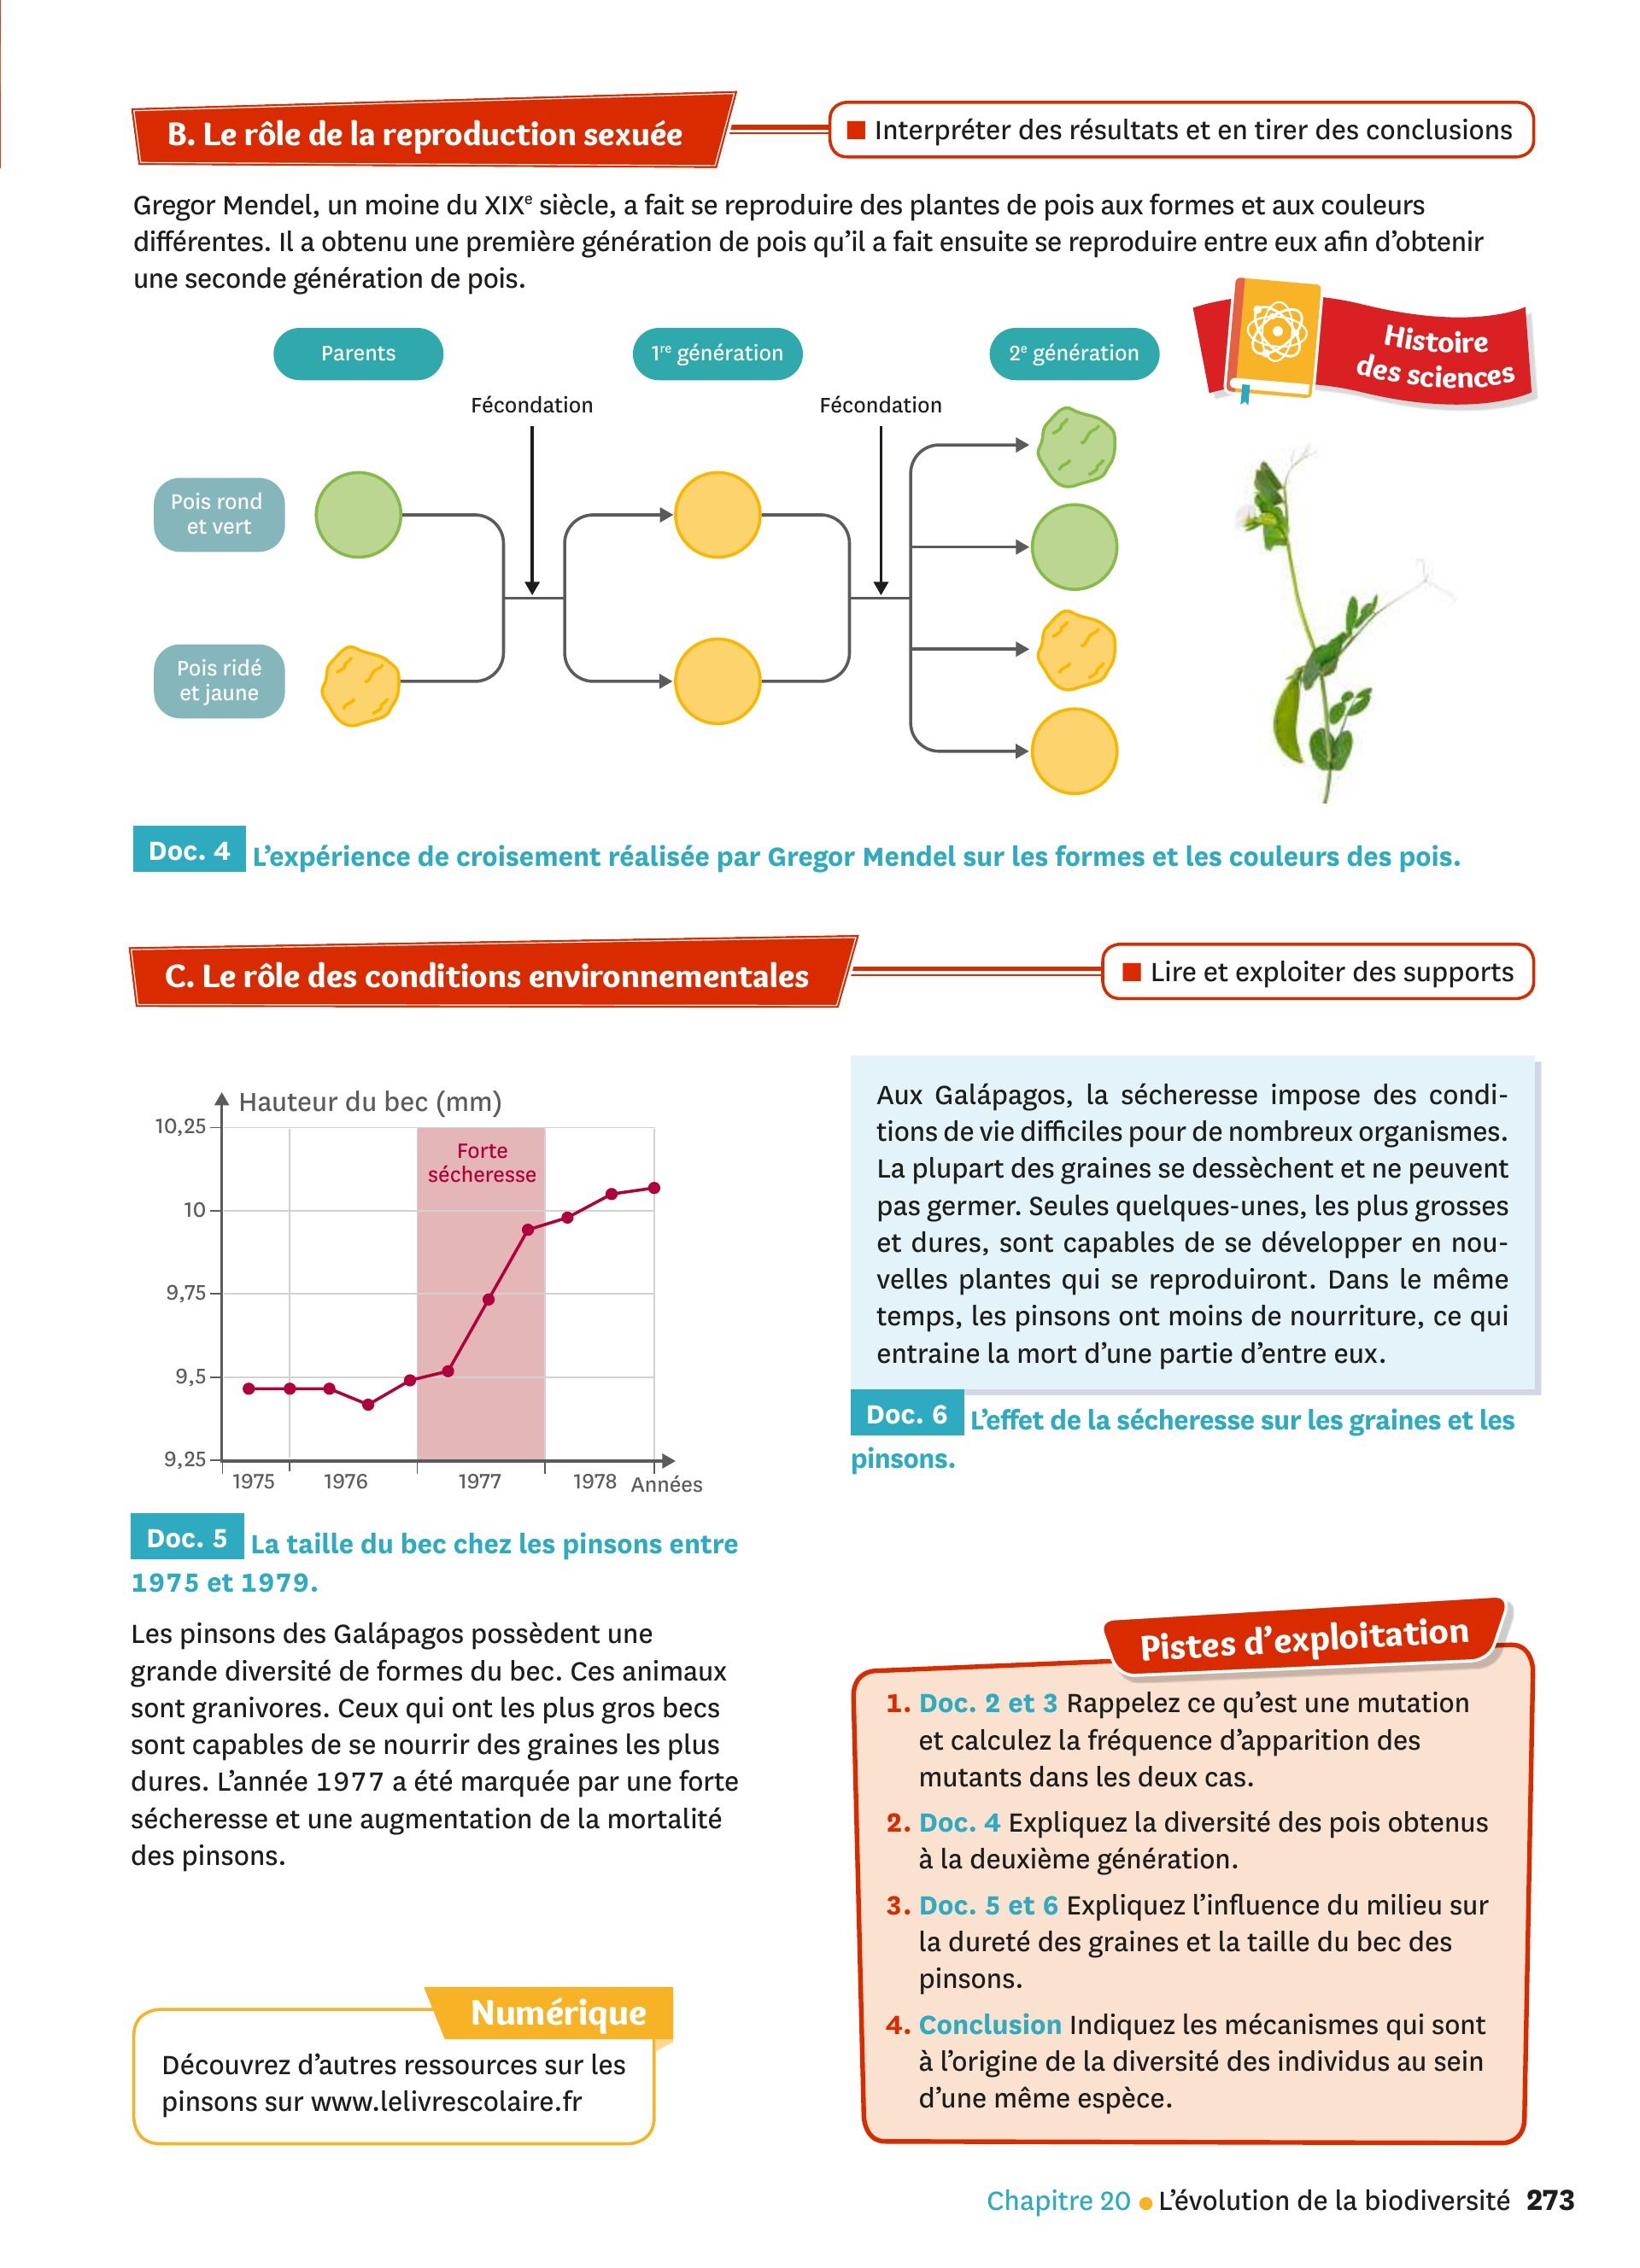 B. Le rôle de la reproduction sexuée
■ Interpréter des résultats et en tirer des conclusions
Gregor Mendel, un moine du XIXe siècle, a fait se reproduire des plantes de pois aux formes et aux couleurs
différentes. Il a obtenu une première génération de pois qu’il a fait ensuite se reproduire entre eux afin d’obtenir
une seconde génération de pois.
Histoire
des sciences
Parents
1re génération
2e génération
Fécondation
Fécondation
Pois rond
et vert
Pois ridé
et jaune
Doc. 4 L’expérience de croisement réalisée par Gregor Mendel sur les formes et les couleurs des pois.
C. Le rôle des conditions environnementales
■ Lire et exploiter des supports
Hauteur du bec (mm)
10,25
10
9,75
9,5
9,25
Forte
sécheresse
1975
1976
1977
1978
Années
Doc. 5 La taille du bec chez les pinsons entre
1975 et 1979.
Les pinsons des Galápagos possèdent une
grande diversité de formes du bec. Ces animaux
sont granivores. Ceux qui ont les plus gros becs
sont capables de se nourrir des graines les plus
dures. L’année 1977 a été marquée par une forte
sécheresse et une augmentation de la mortalité
des pinsons.
Numérique
Découvrez d’autres ressources sur les
pinsons sur www.lelivrescolaire.fr
Aux Galápagos, la sécheresse impose des condi-
tions de vie difficiles pour de nombreux organismes.
La plupart des graines se dessèchent et ne peuvent
pas germer. Seules quelques-unes, les plus grosses
et dures, sont capables de se développer en nou-
velles plantes qui se reproduiront. Dans le même
temps, les pinsons ont moins de nourriture, ce qui
entraine la mort d’une partie d’entre eux.
Doc. 6 L’effet de la sécheresse sur les graines et les
pinsons.
Pistes d’exploitation
1. Doc. 2 et 3 Rappelez ce qu’est une mutation
et calculez la fréquence d’apparition des
mutants dans les deux cas.
2. Doc. 4 Expliquez la diversité des pois obtenus
à la deuxième génération.
3. Doc. 5 et 6 Expliquez l’influence du milieu sur
la dureté des graines et la taille du bec des
pinsons.
4. Conclusion Indiquez les mécanismes qui sont
à l’origine de la diversité des individus au sein
d’une même espèce.
Chapitre 20 ● L’évolution de la biodiversité 273